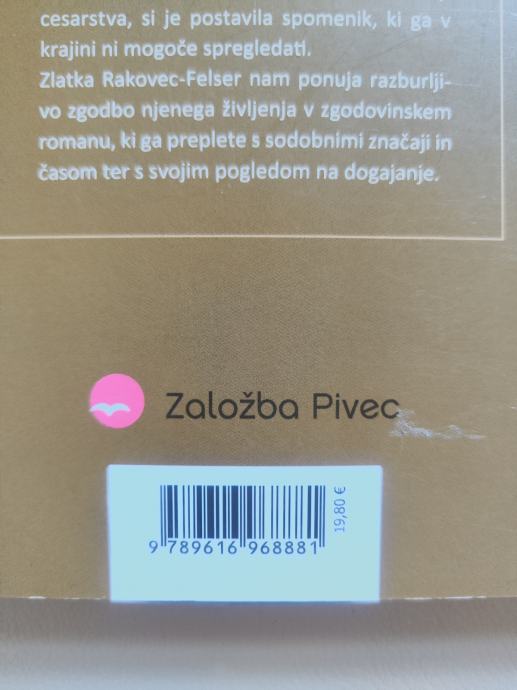 cesarstva, si je postavila spomenik, ki ga v
krajini ni mogoče spregledati.
Zlatka Rakovec-Felser nam ponuja razburlji-
vo zgodbo njenega življenja v zgodovinskem
romanu, ki ga preplete s sodobnimi značaji in
časom ter s svojim pogledom na dogajanje.
Založba Pivec
19,80 €
9 789616 968881